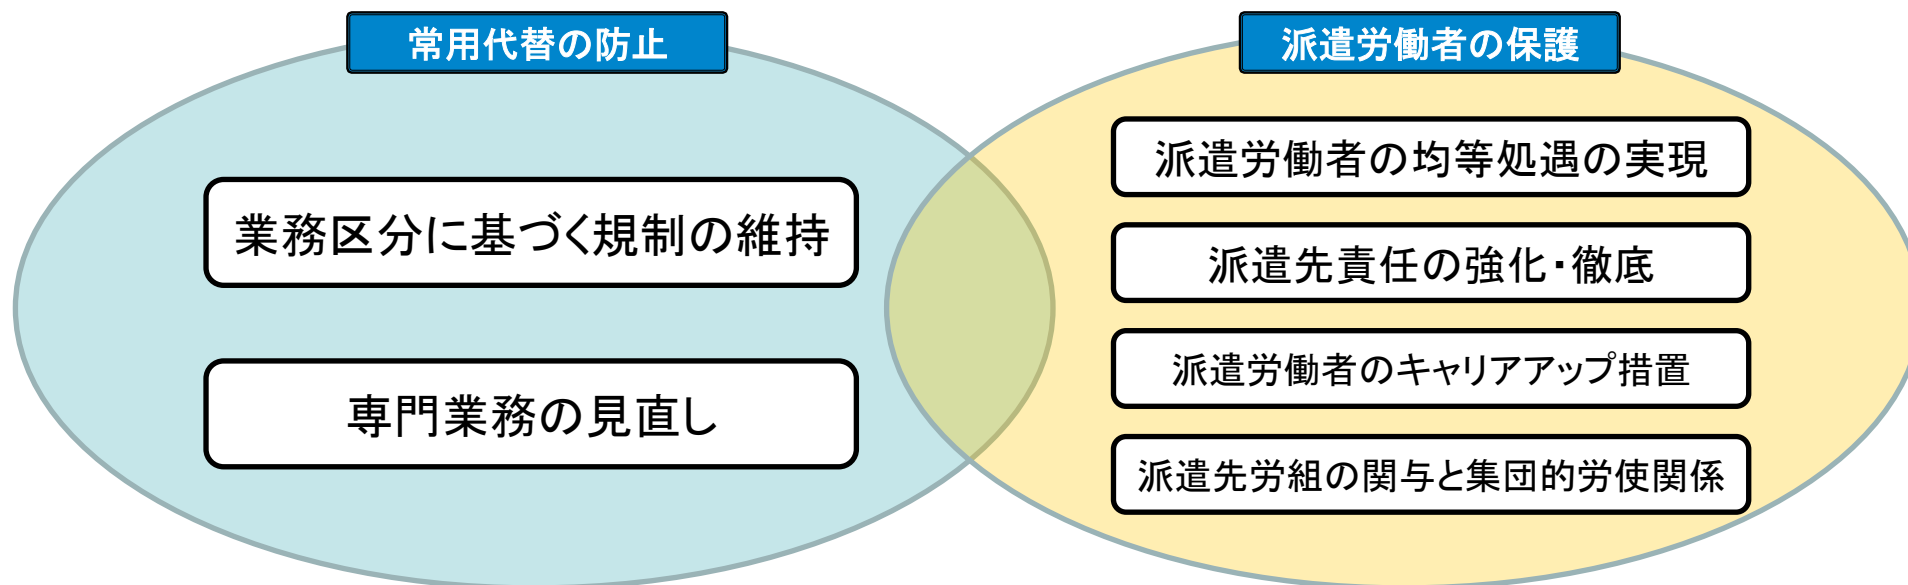 常用代替の防止
業務区分に基づく規制の維持
専門業務の見直し
派遣労働者の保護
派遣労働者の均等処遇の実現
派遣先責任の強化・徹底
派遣労働者のキャリアアップ措置
派遣先労組の関与と集団的労使関係